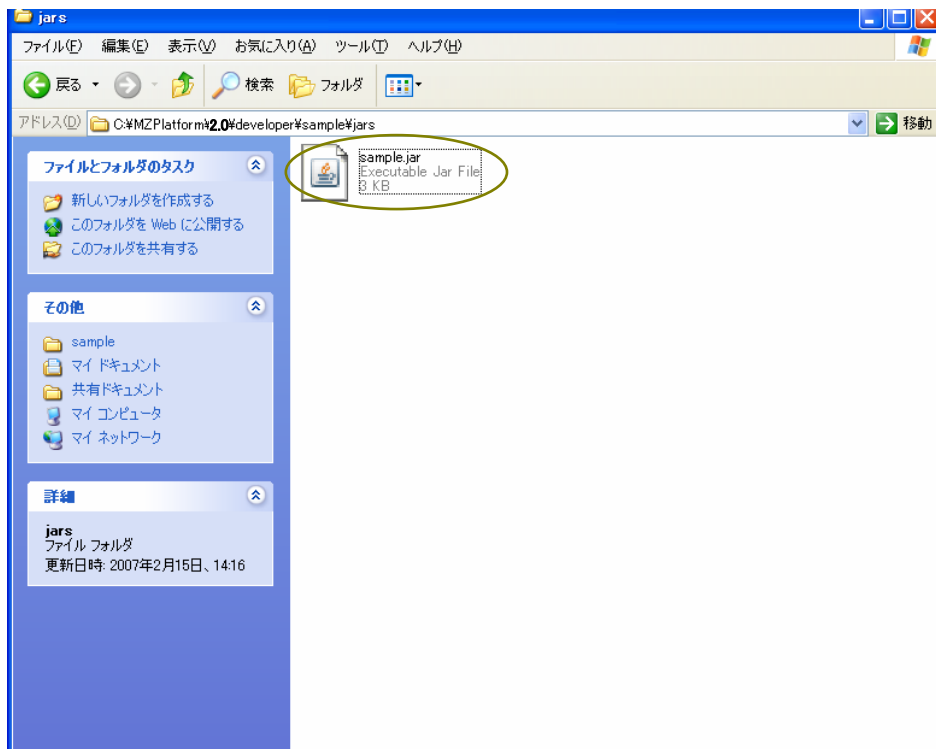 jars
ファイル(F) 編集(E) 表示(V) お気に入り(A) ツール(T) ヘルプ(H)
戻る 検索 フォルダ
アドレス(D) C:¥MZPlatform¥2.0¥developer¥sample¥jars 移動
ファイルとフォルダのタスク
新しいフォルダを作成する
このフォルダを Web に公開する
このフォルダを共有する
その他
sample
マイ ドキュメント
共有ドキュメント
マイ コンピュータ
マイ ネットワーク
詳細
jars
ファイル フォルダ
更新日時: 2007年2月15日、14:16
sample.jar
Executable Jar File
3 KB